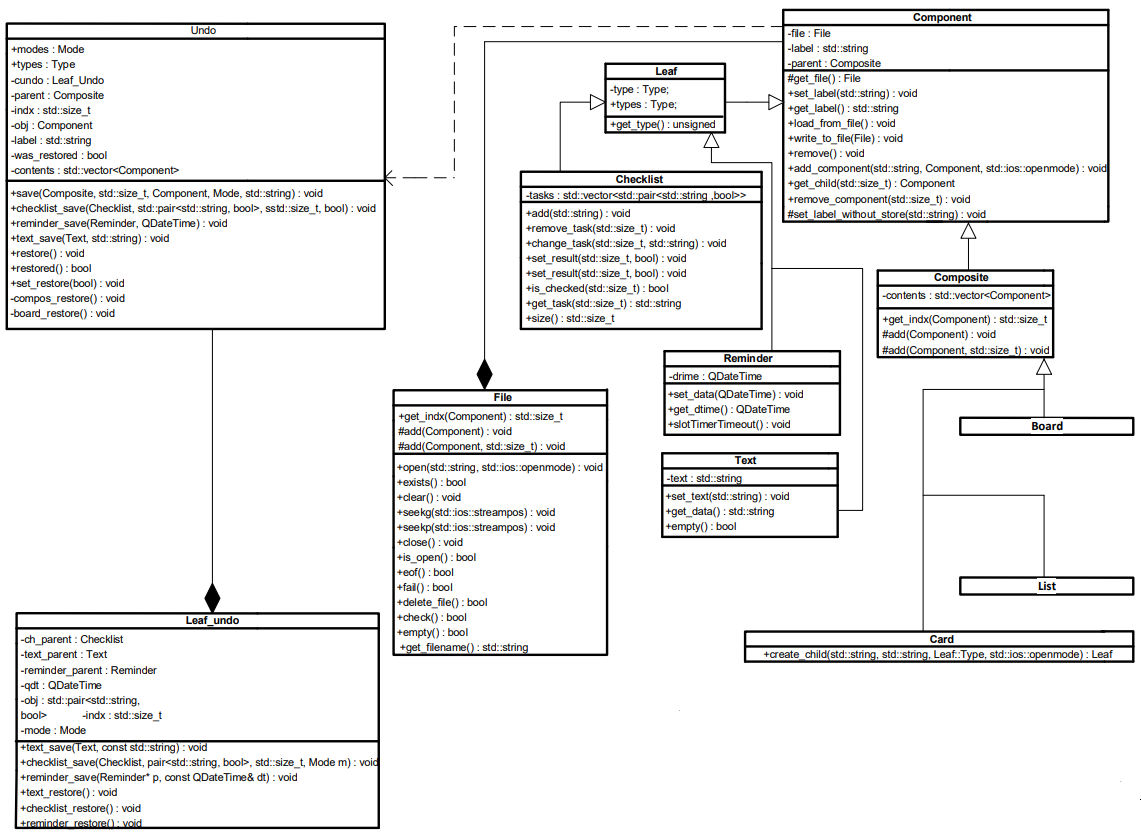 Undo
+modes : Mode
+types : Type
-cundo : Leaf_Undo
-parent : Composite
-indx : std::size_t
-obj : Component
-label : std::string
-was_restored : bool
-contents : std::vector<Component>
+save(Composite, std::size_t, Component, Mode, std::string) : void
+checklist_save(Checklist, std::pair<std::string, bool>, sstd::size_t, bool) : void
+reminder_save(Reminder, QDateTime) : void
+text_save(Text, std::string) : void
+restore() : void
+restored() : bool
+set_restore(bool) : void
-compos_restore() : void
-board_restore() : void
Leaf
-type : Type;
+types : Type;
+get_type() : unsigned
Component
-file : File
-label : std::string
-parent : Composite
#get_file() : File
+set_label(std::string) : void
+get_label() : std::string
+load_from_file() : void
+write_to_file(File) : void
+remove() : void
+add_component(std::string, Component, std::ios::openmode) : void
+get_child(std::size_t) : Component
+remove_component(std::size_t) : void
#set_label_without_store(std::string) : void
Checklist
-tasks : std::vector<std::pair<std::string ,bool>>
+add(std::string) : void
+remove_task(std::size_t) : void
+change_task(std::size_t, std::string) : void
+set_result(std::size_t, bool) : void
+set_result(std::size_t, bool) : void
+is_checked(std::size_t) : bool
+get_task(std::size_t) : std::string
+size() : std::size_t
Composite
-contents : std::vector<Component>
+get_indx(Component) : std::size_t
#add(Component) : void
#add(Component, std::size_t) : void
Reminder
-drime : QDateTime
+set_data(QDateTime) : void
+get_dtime() : QDateTime
+slotTimerTimeout() : void
File
+get_indx(Component) : std::size_t
#add(Component) : void
#add(Component, std::size_t) : void
+open(std::string, std::ios::openmode) : void
+exists() : bool
+clear() : void
+seekg(std::ios::streampos) : void
+seekp(std::ios::streampos) : void
+close() : void
+is_open() : bool
+eof() : bool
+fail() : bool
+delete_file() : bool
+check() : bool
+empty() : bool
+get_filename() : std::string
Text
-text : std::string
+set_text(std::string) : void
+get_data() : std::string
+empty() : bool
Board
List
Card
+create_child(std::string, std::string, Leaf::Type, std::ios::openmode) : Leaf
Leaf_undo
-ch_parent : Checklist
-text_parent : Text
-reminder_parent : Reminder
-qdt : QDateTime
-obj : std::pair<std::string,
bool> -indx : std::size_t
-mode : Mode
+text_save(Text, const std::string) : void
+checklist_save(Checklist, pair<std::string, bool>, std::size_t, Mode m) : void
+reminder_save(Reminder* p, const QDateTime& dt) : void
+text_restore() : void
+checklist_restore() : void
+reminder_restore() : void